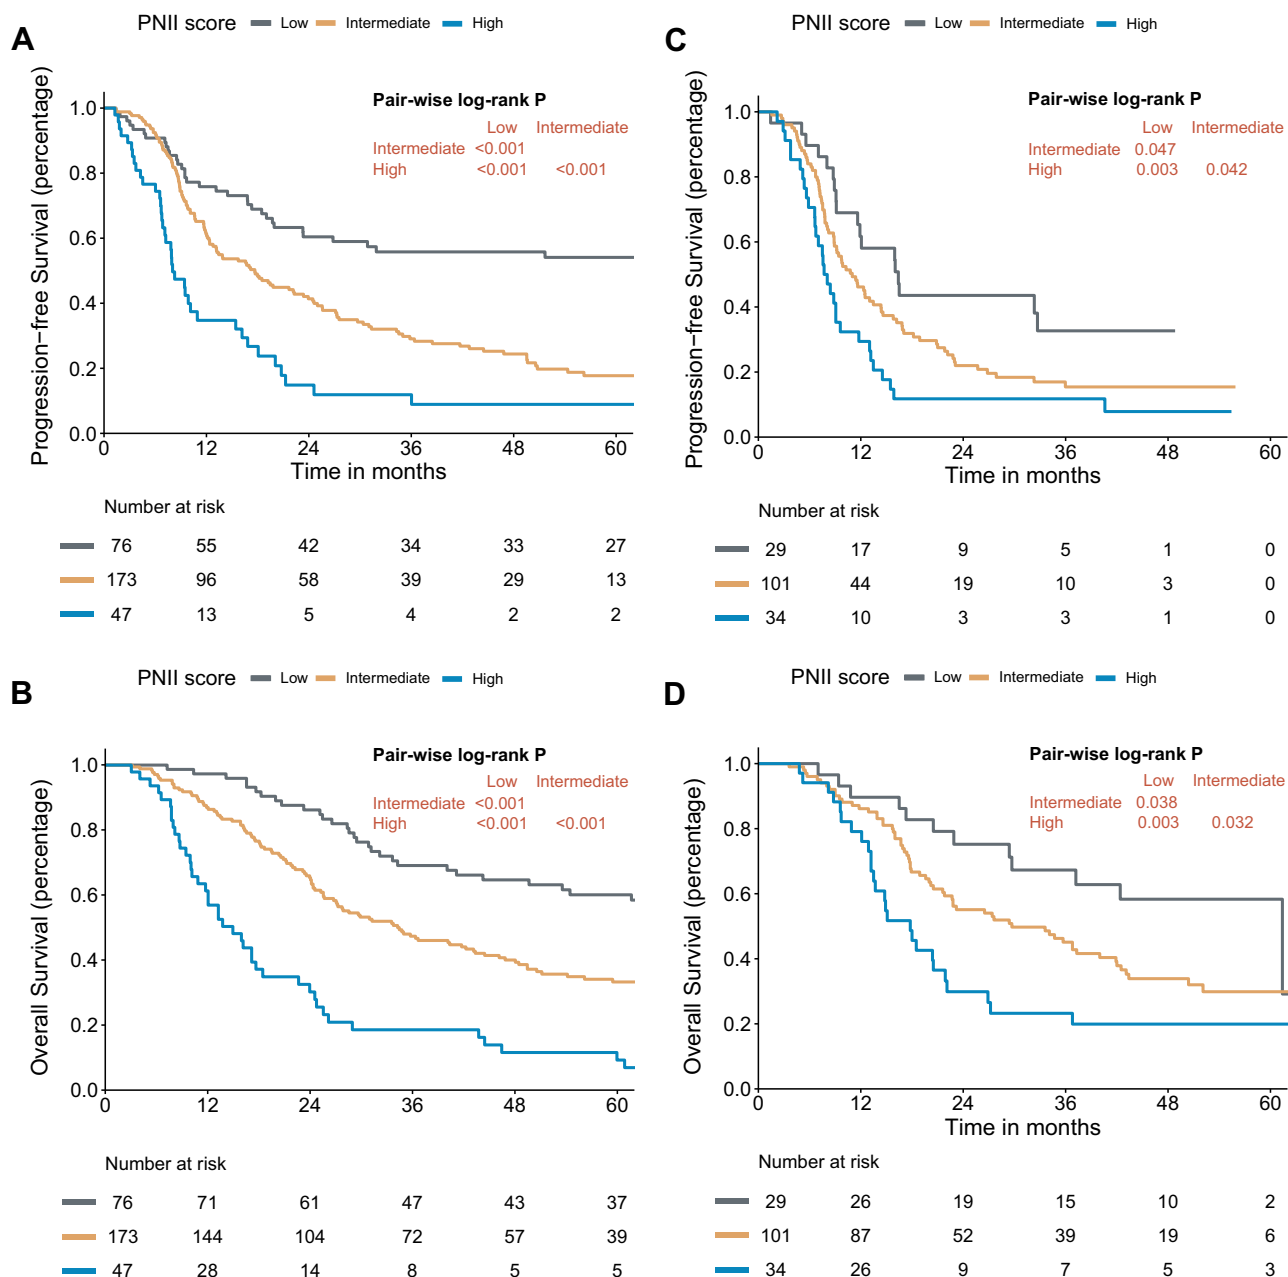 A
PNII score Low Intermediate High
Progression−free Survival (percentage)
Pair-wise log-rank P
Low Intermediate
Intermediate <0.001
High <0.001 <0.001
1.0
0.8
0.6
0.4
0.2
0.0
0 12 24 36 48 60
Time in months
Number at risk
76 55 42 34 33 27
173 96 58 39 29 13
47 13 5 4 2 2
B
PNII score Low Intermediate High
Overall Survival (percentage)
Pair-wise log-rank P
Low Intermediate
Intermediate <0.001
High <0.001 <0.001
1.0
0.8
0.6
0.4
0.2
0.0
0 12 24 36 48 60
Number at risk
76 71 61 47 43 37
173 144 104 72 57 39
47 28 14 8 5 5
C
PNII score Low Intermediate High
Progression−free Survival (percentage)
Pair-wise log-rank P
Low Intermediate
Intermediate 0.047
High 0.003 0.042
1.0
0.8
0.6
0.4
0.2
0.0
0 12 24 36 48 60
Time in months
Number at risk
29 17 9 5 1 0
101 44 19 10 3 0
34 10 3 3 1 0
D
PNII score Low Intermediate High
Overall Survival (percentage)
Pair-wise log-rank P
Low Intermediate
Intermediate 0.038
High 0.003 0.032
1.0
0.8
0.6
0.4
0.2
0.0
0 12 24 36 48 60
Time in months
Number at risk
29 26 19 15 10 2
101 87 52 39 19 6
34 26 9 7 5 3